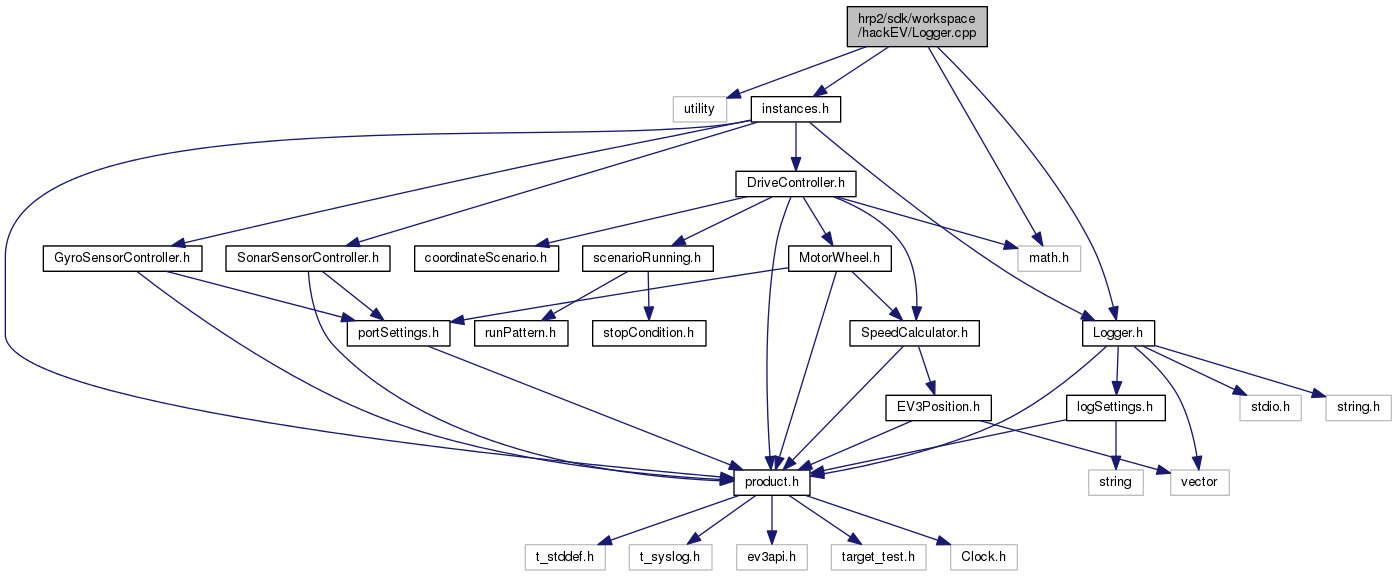 hrp2/sdk/workspace
/hackEV/Logger.cpp
utility
instances.h
DriveController.h
GyroSensorController.h
SonarSensorController.h
coordinateScenario.h
scenarioRunning.h
MotorWheel.h
math.h
portSettings.h
runPattern.h
stopCondition.h
SpeedCalculator.h
Logger.h
EV3Position.h
logSettings.h
stdio.h
string.h
product.h
string
vector
t_stddef.h
t_syslog.h
ev3api.h
target_test.h
Clock.h